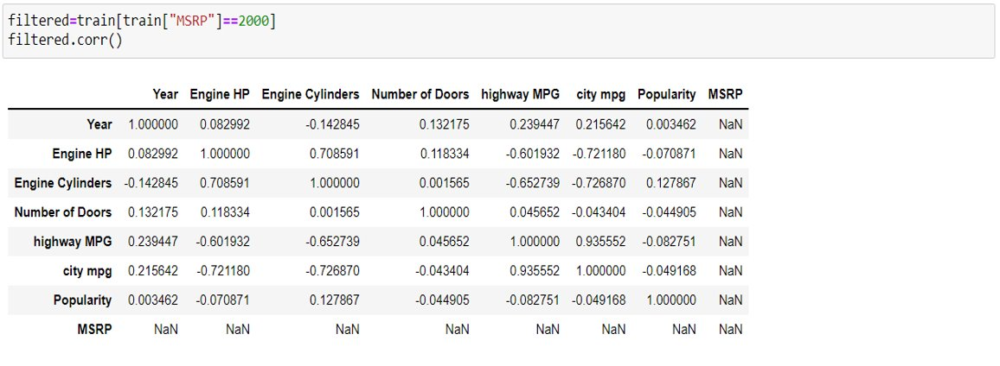 filtered=train[train["MSRP"]==2000]
filtered.corr()
Year Engine HP Engine Cylinders Number of Doors highway MPG city mpg Popularity MSRP
Year 1.000000 0.082992 -0.142845 0.132175 0.239447 0.215642 0.003462 NaN
Engine HP 0.082992 1.000000 0.708591 0.118334 -0.601932 -0.721180 -0.070871 NaN
Engine Cylinders -0.142845 0.708591 1.000000 0.001565 -0.652739 -0.726870 0.127867 NaN
Number of Doors 0.132175 0.118334 0.001565 1.000000 0.045652 -0.043404 -0.044905 NaN
highway MPG 0.239447 -0.601932 -0.652739 0.045652 1.000000 0.935552 -0.082751 NaN
city mpg 0.215642 -0.721180 -0.726870 -0.043404 0.935552 1.000000 -0.049168 NaN
Popularity 0.003462 -0.070871 0.127867 -0.044905 -0.082751 -0.049168 1.000000 NaN
MSRP NaN NaN NaN NaN NaN NaN NaN NaN